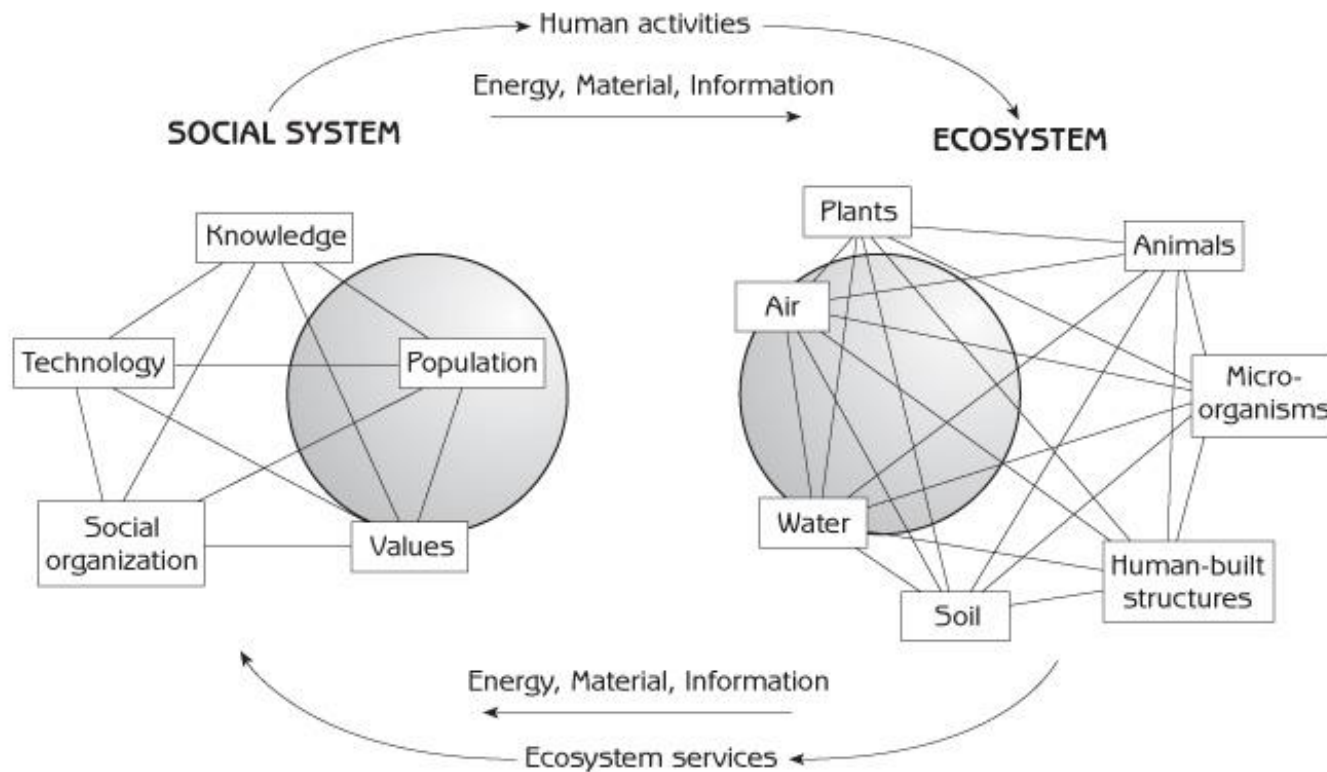 Human activities
Energy, Material, Information
SOCIAL SYSTEM
ECOSYSTEM
Knowledge
Technology
Population
Social
organization
Values
Plants
Animals
Air
Micro-
organisms
Water
Human-built
structures
Soil
Energy, Material, Information
Ecosystem services